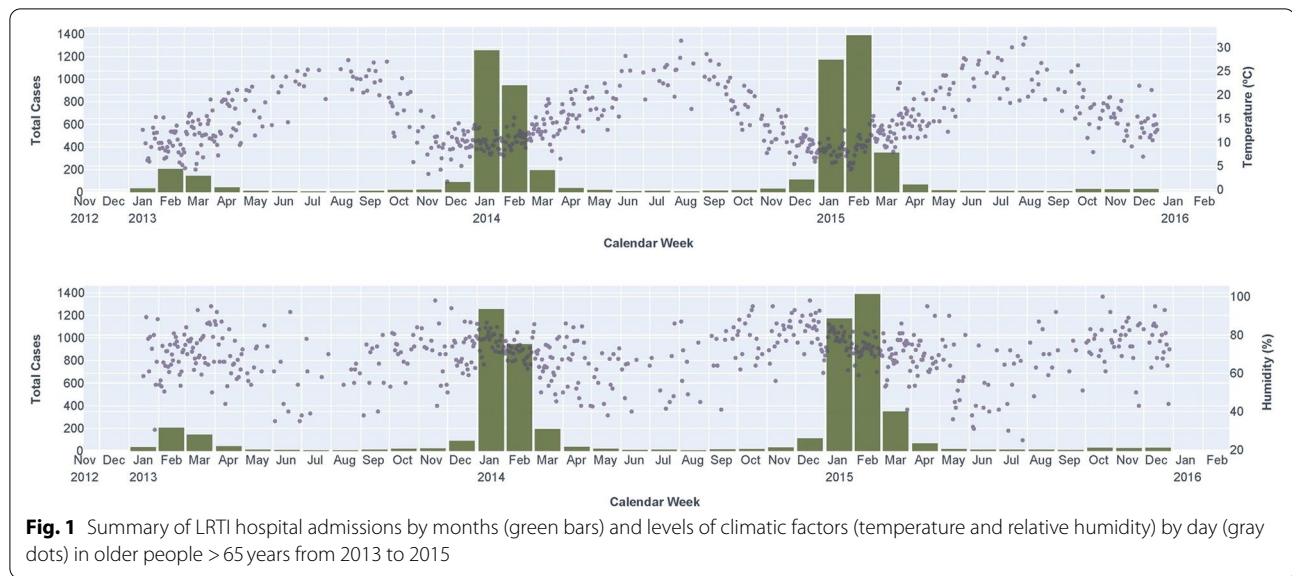 1400
1200
1000
800
600
400
200
0
Total Cases
30
25
20
15
10
5
0
Temperature (°C)
Nov Dec Jan Feb Mar Apr May Jun Jul Aug Sep Oct Nov Dec Jan Feb Mar Apr May Jun Jul Aug Sep Oct Nov Dec Jan Feb Mar Apr May Jun Jul Aug Sep Oct Nov Dec Jan Feb
2012 2013 2014 2015 2016
Calendar Week
1400
1200
1000
800
600
400
200
0
Total Cases
100
80
60
40
20
Humidity (%)
Nov Dec Jan Feb Mar Apr May Jun Jul Aug Sep Oct Nov Dec Jan Feb Mar Apr May Jun Jul Aug Sep Oct Nov Dec Jan Feb Mar Apr May Jun Jul Aug Sep Oct Nov Dec Jan Feb
2012 2013 2014 2015 2016
Calendar Week
Fig. 1 Summary of LRTI hospital admissions by months (green bars) and levels of climatic factors (temperature and relative humidity) by day (gray
dots) in older people > 65 years from 2013 to 2015